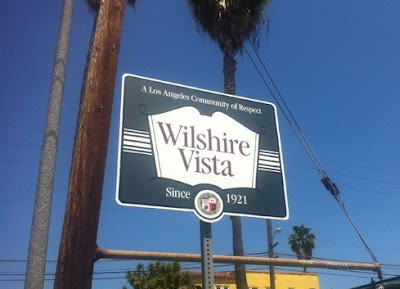 A Los Angeles Community of Respect
Wilshire
Vista
Since 1921